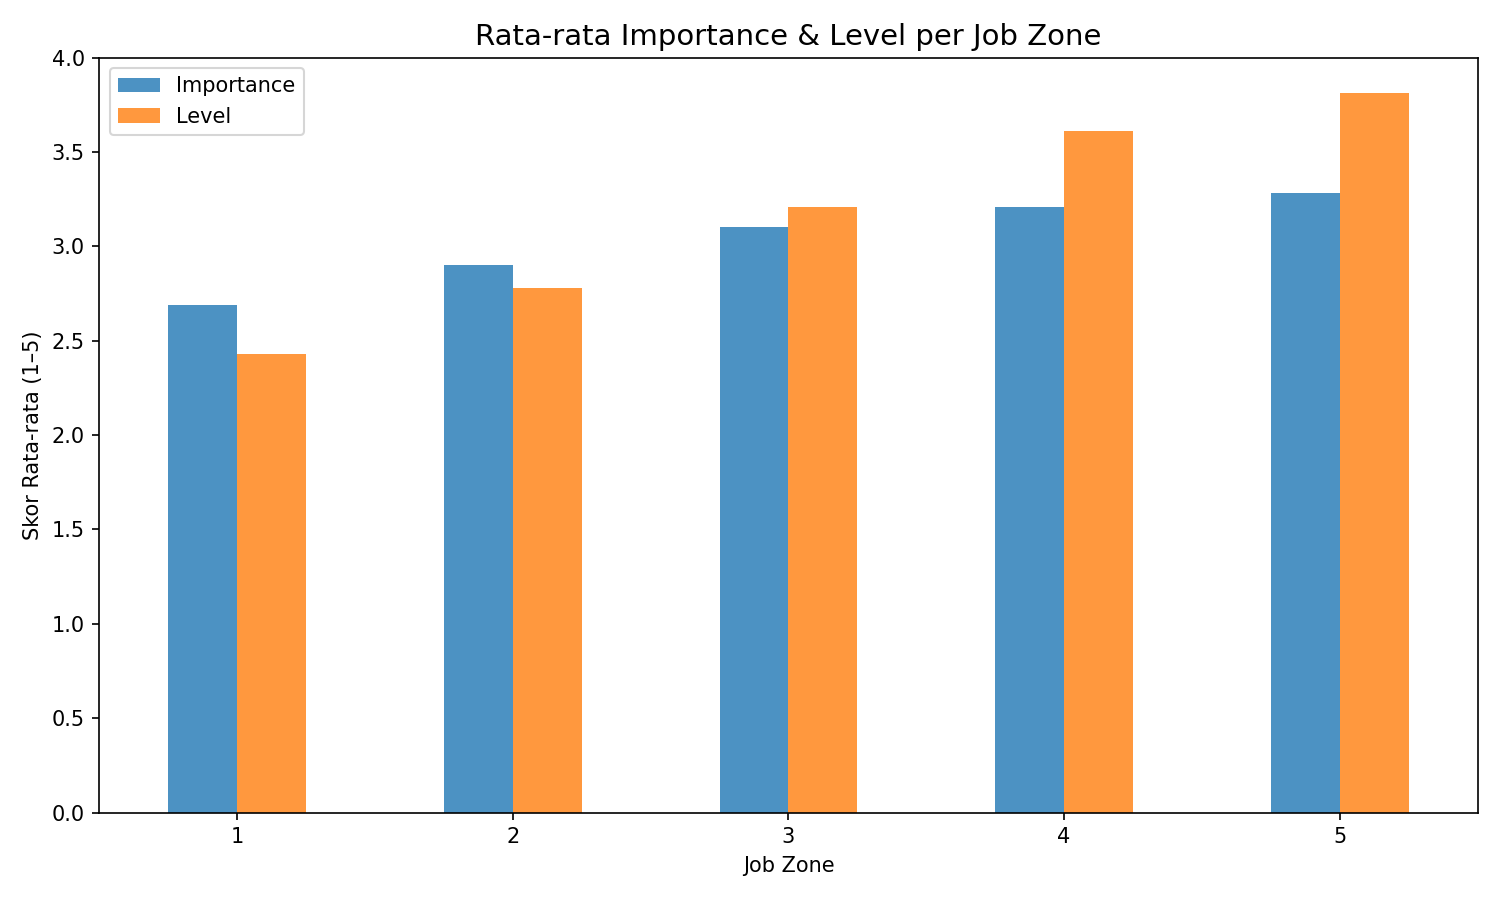 Rata-rata Importance & Level per Job Zone
Importance
Level
Skor Rata-rata (1–5)
4.0
3.5
3.0
2.5
2.0
1.5
1.0
0.5
0.0
1 2 3 4 5
Job Zone